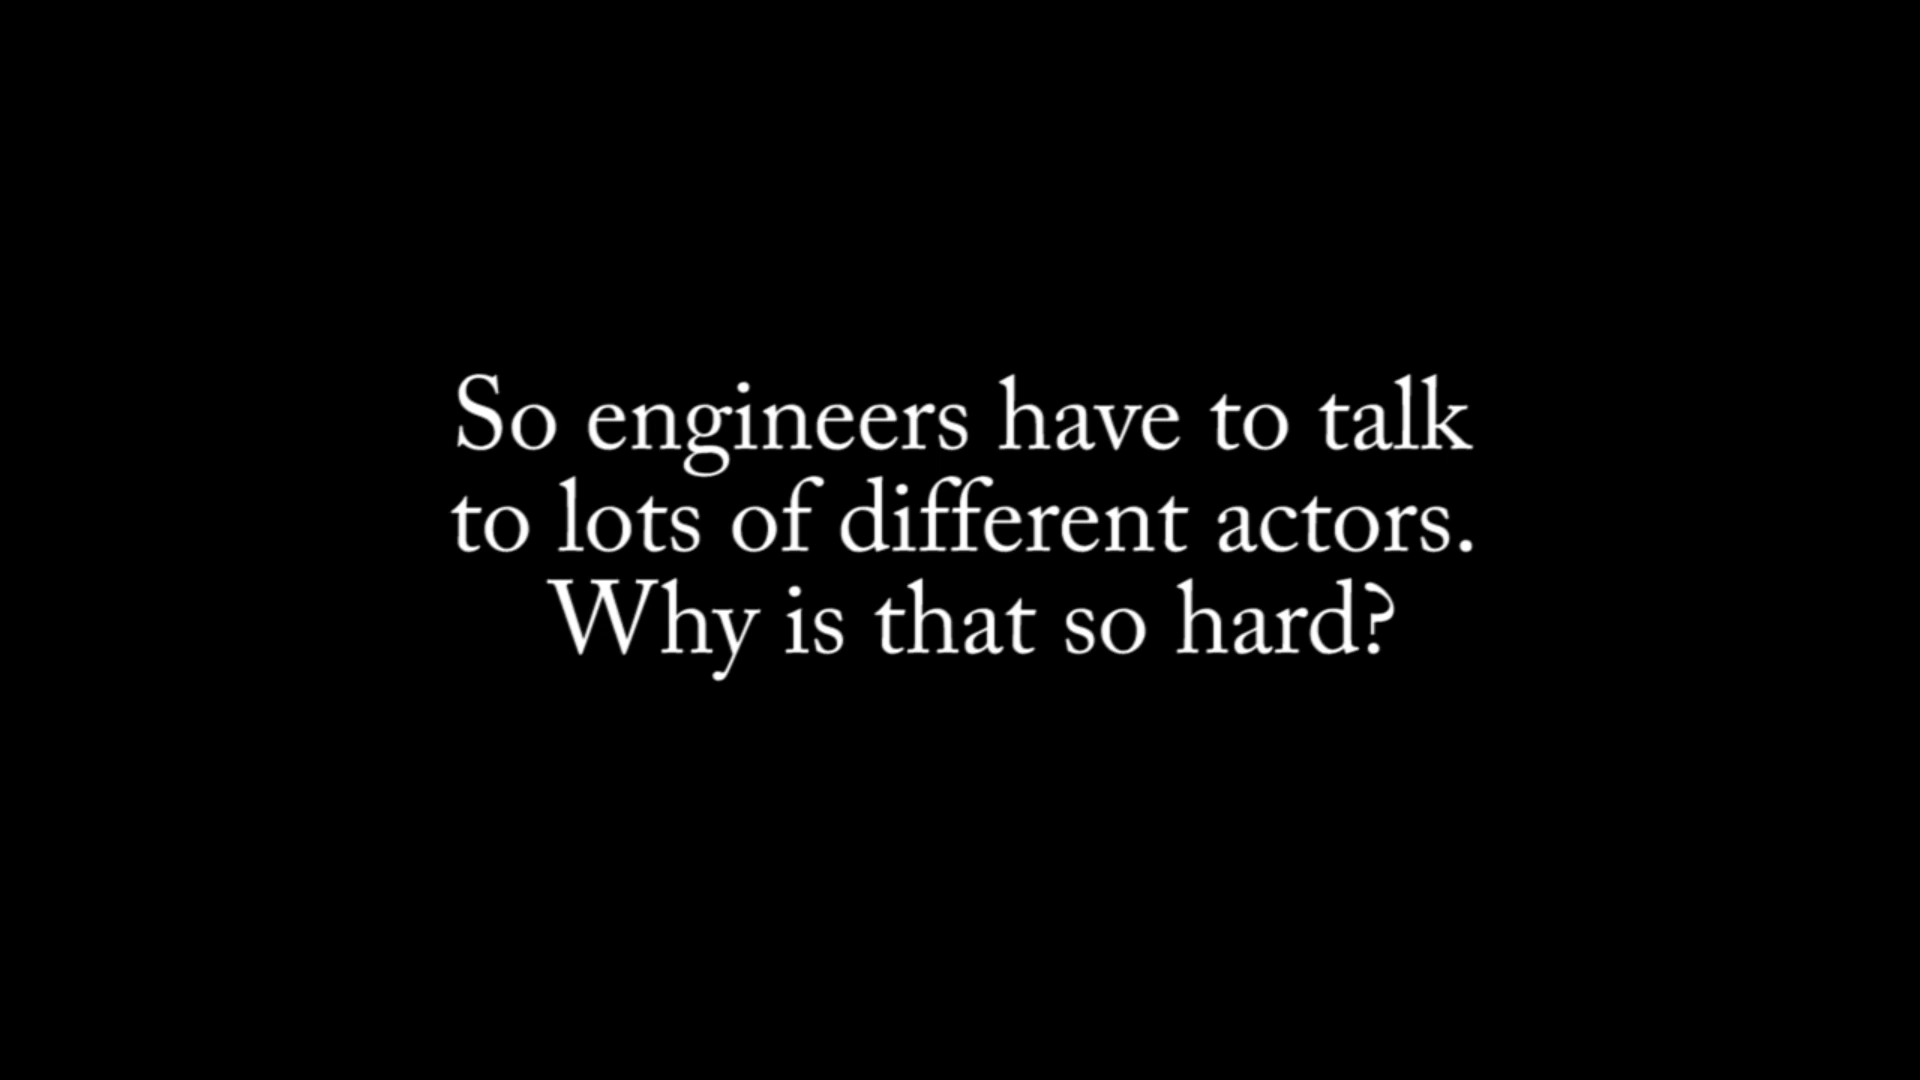 So engineers have to talk
to lots of different actors.
Why is that so hard?